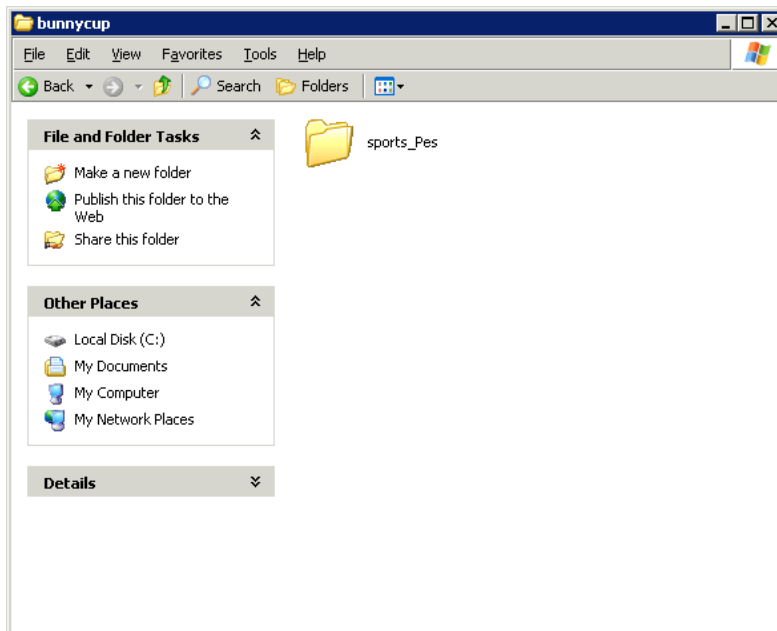 bunnycup
File Edit View Favorites Tools Help
Back Search Folders
File and Folder Tasks
Make a new folder
Publish this folder to the
Web
Share this folder
Other Places
Local Disk (C:)
My Documents
My Computer
My Network Places
Details
sports_Pes